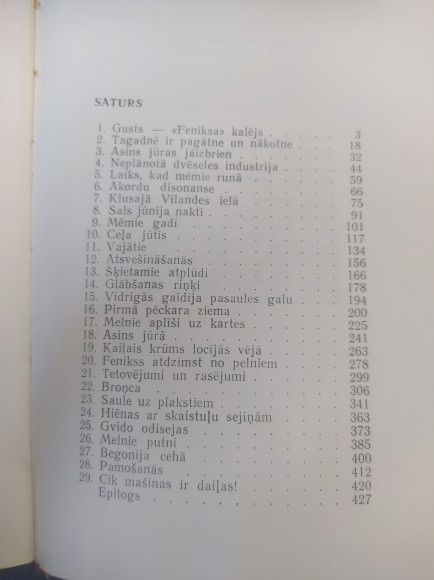 SATURS
1. Gusts — «Feniksa» kalējs . . . . . . 3
2. Tagadnē ir pagātne un nākotne . . . . 18
3. Asins jūras jāizbrien . . . . . . . 32
4. Neplānotā dvēseles industrija . . . . . 44
5. Laiks, kad mēmie runā . . . . . . 59
6. Akordu disonanse . . . . . . . . 66
7. Klusajā Vīlandes ielā . . . . . . . 75
8. Sals jūnija naktī . . . . . . . . 91
9. Mēmie gadi . . . . . . . . . . 101
10. Ceļa jūtis . . . . . . . . . . 117
11. Vajātie . . . . . . . . . . . 134
12. Atsvešināšanās . . . . . . . . . 156
13. Šķietamie atplūdi . . . . . . . . 166
14. Glābšanas riņķi . . . . . . . . 178
15. Vidrigās gaidīja pasaules galu . . . . 194
16. Pirmā pēckara ziema . . . . . . . 200
17. Melnie aplīši uz kartes . . . . . . 225
18. Asins jūrā . . . . . . . . . . 241
19. Kailais krūms locījās vējā . . . . . . 263
20. Fenikss atdzimst no pelniem . . . . . 278
21. Tetovējumi un rasējumi . . . . . . 299
22. Broņca . . . . . . . . . . . 306
23. Saule uz plakstiem . . . . . . . . 341
24. Hiēnas ar skaistuļu sejiņām . . . . . 363
25. Gvido odisejas . . . . . . . . . 373
26. Melnie putni . . . . . . . . . 385
27. Begonija cehā . . . . . . . . . 400
28. Pamošanās . . . . . . . . . . 412
29. Cik mašīnas ir daiļas! . . . . . . . 420
Epilogs . . . . . . . . . . . 427